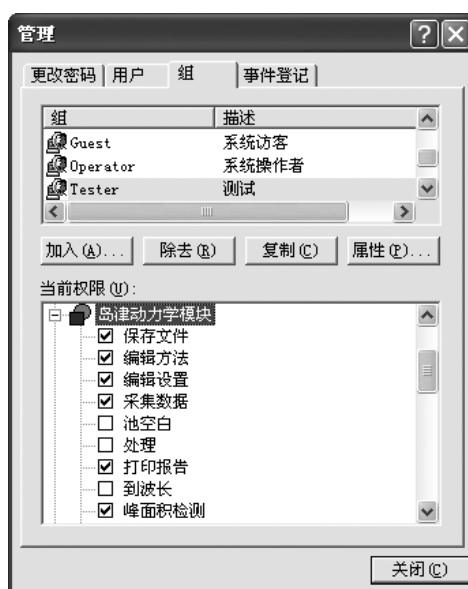 管理
更改密码 用户 组 事件登记
组 描述
Guest 系统访客
Operator 系统操作者
Tester 测试
加入(A)... 除去(R) 复制(C) 属性(P)...
当前权限(U):
岛津动力学模块
保存文件
编辑方法
编辑设置
采集数据
池空白
处理
打印报告
到波长
峰面积检测
关闭(C)